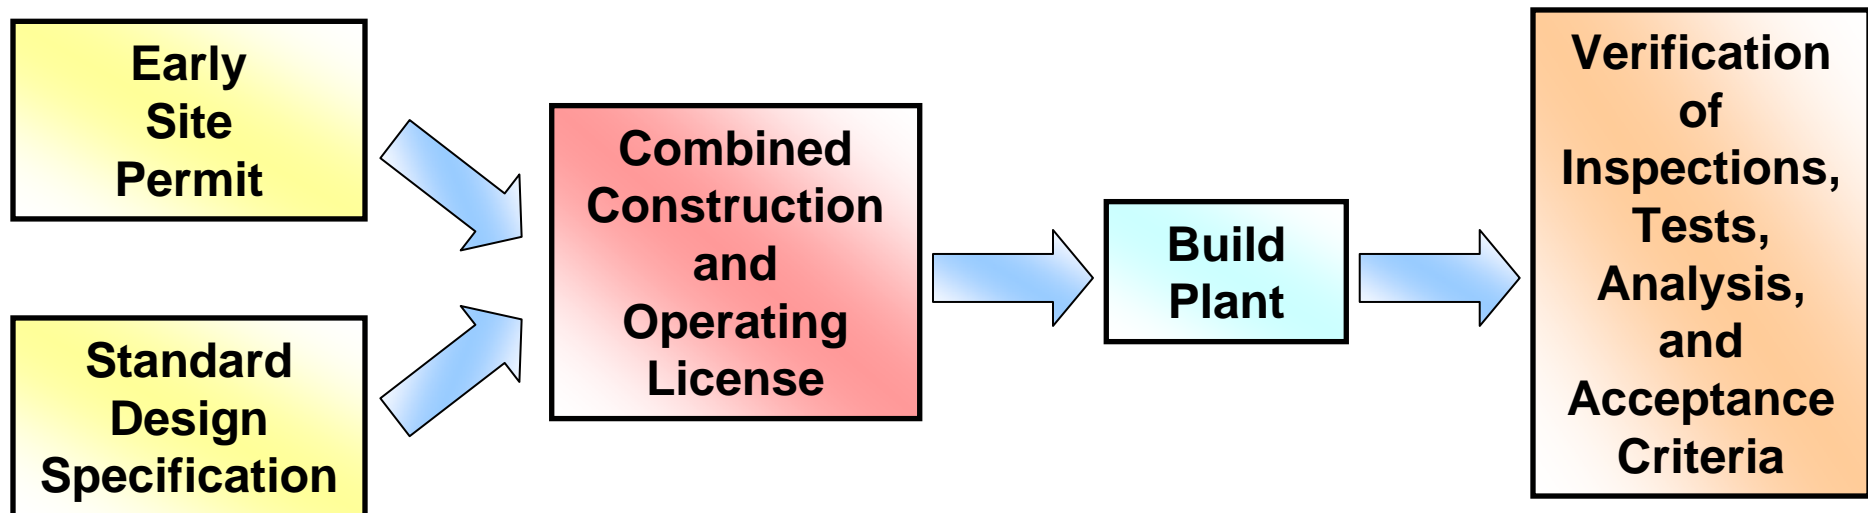 Early
Site
Permit
Standard
Design
Specification
Combined
Construction
and
Operating
License
Build
Plant
Verification
of
Inspections,
Tests,
Analysis,
and
Acceptance
Criteria